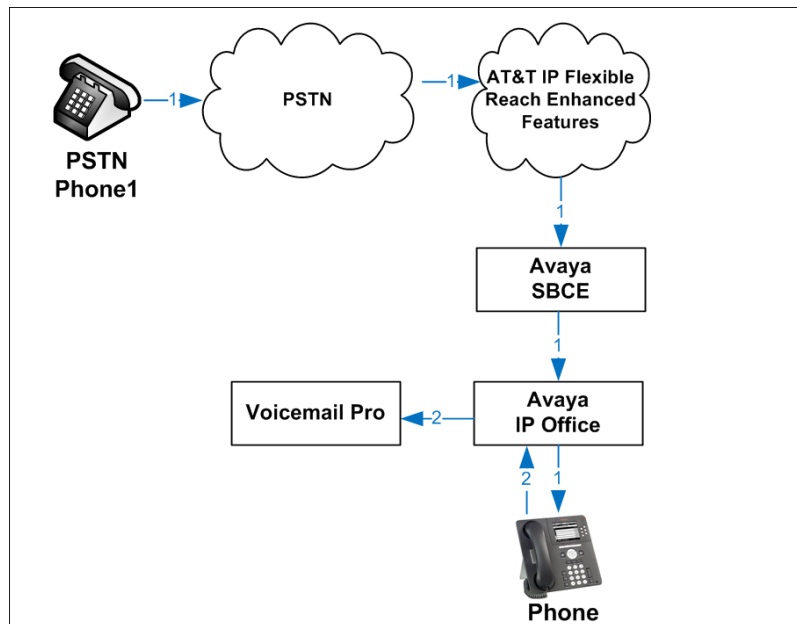 1
PSTN
1
AT&T IP Flexible
Reach Enhanced
Features
PSTN
Phone1
1
Avaya
SBCE
1
Voicemail Pro
2
Avaya
IP Office
2
1
Phone